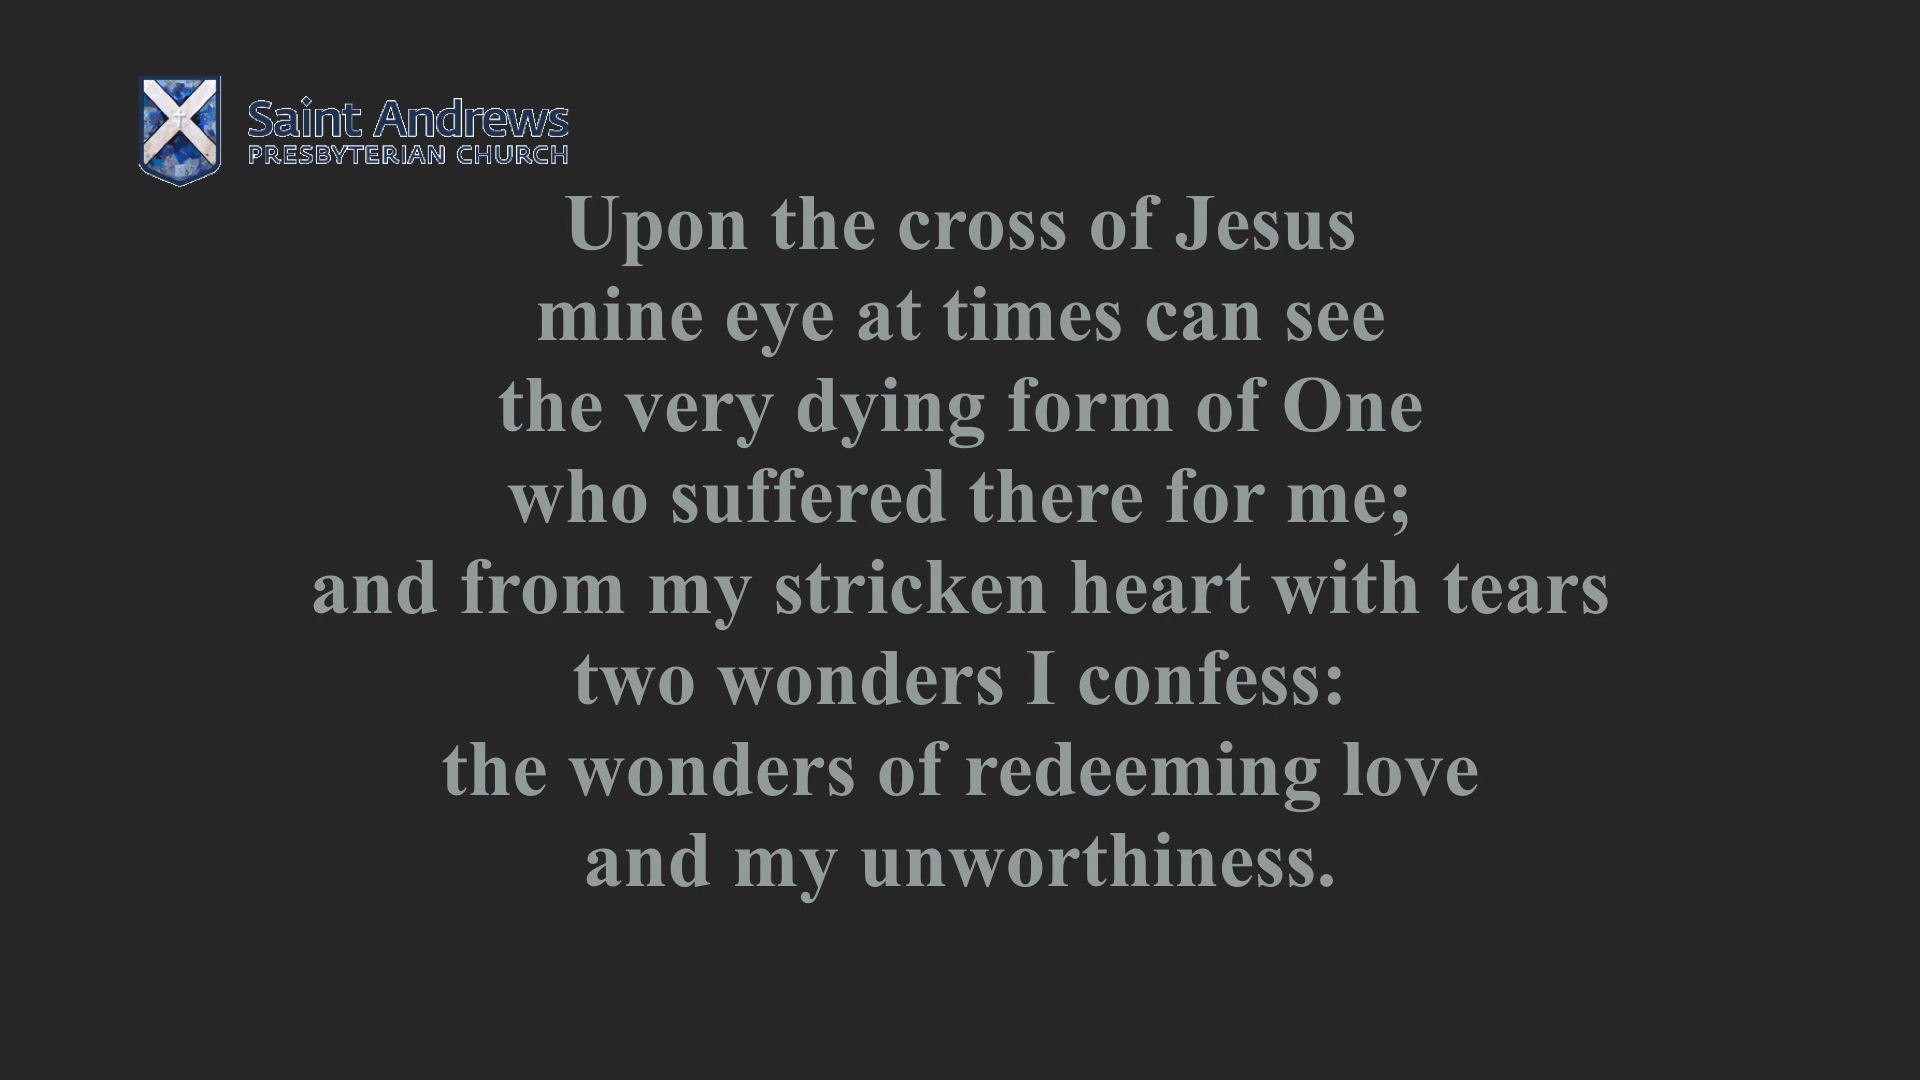 Saint Andrews
PRESBYTERIAN CHURCH
Upon the cross of Jesus
mine eye at times can see
the very dying form of One
who suffered there for me;
and from my stricken heart with tears
two wonders I confess:
the wonders of redeeming love
and my unworthiness.